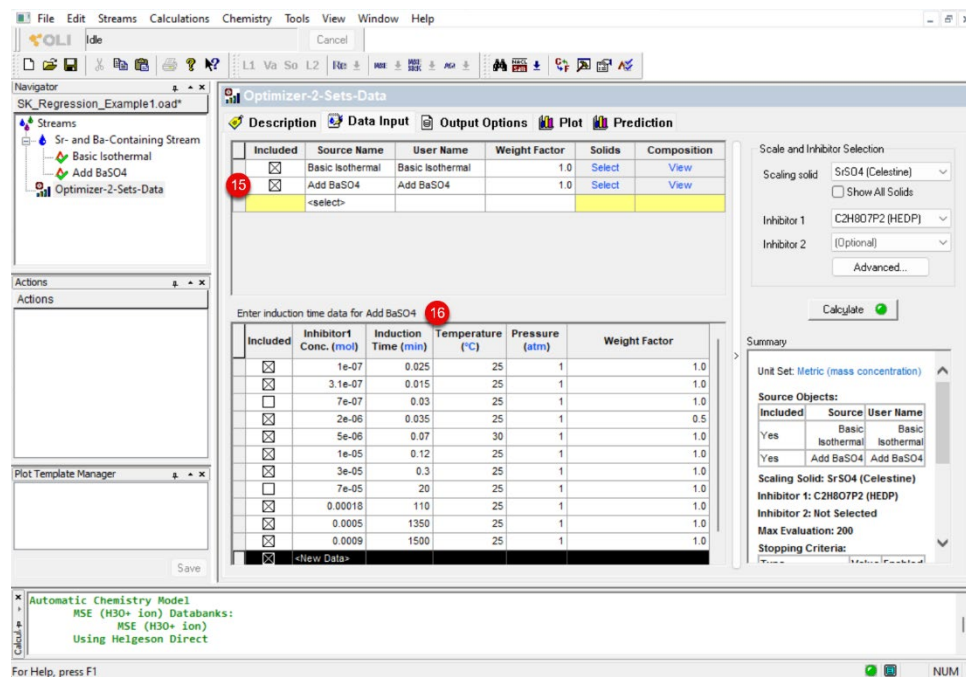 File Edit Streams Calculations Chemistry Tools View Window Help
OLI Idle Cancel
L1 Va So L2
Navigator
SK_Regression_Example1.oad*
Streams
Sr- and Ba-Containing Stream
Basic Isothermal
Add BaSO4
Optimizer-2-Sets-Data
Actions
Actions
Plot Template Manager
Save
Optimizer-2-Sets-Data
Description Data Input Output Options Plot Prediction
Included Source Name User Name Weight Factor Solids Composition
Basic Isothermal Basic Isothermal 1.0 Select View
15 Add BaSO4 Add BaSO4 1.0 Select View
<select>
Enter induction time data for Add BaSO4 16
Included Inhibitor1 Conc. (mol) Induction Time (min) Temperature (°C) Pressure (atm) Weight Factor
1e-07 0.025 25 1 1.0
3.1e-07 0.015 25 1 1.0
7e-07 0.03 25 1 1.0
2e-06 0.035 25 1 0.5
5e-06 0.07 30 1 1.0
1e-05 0.12 25 1 1.0
3e-05 0.3 25 1 1.0
7e-05 20 25 1 1.0
0.00018 110 25 1 1.0
0.0005 1350 25 1 1.0
0.0009 1500 25 1 1.0
<New Data>
Scale and Inhibitor Selection
Scaling solid SrSO4 (Celestine)
Show All Solids
Inhibitor 1 C2H8O7P2 (HEDP)
Inhibitor 2 (Optional)
Advanced...
Calculate
Summary
Unit Set: Metric (mass concentration)
Source Objects:
Included Source User Name
Yes Basic Isothermal Basic Isothermal
Yes Add BaSO4 Add BaSO4
Scaling Solid: SrSO4 (Celestine)
Inhibitor 1: C2H8O7P2 (HEDP)
Inhibitor 2: Not Selected
Max Evaluation: 200
Stopping Criteria:
Automatic Chemistry Model
MSE (H3O+ ion) Databanks:
MSE (H3O+ ion)
Using Helgeson Direct
For Help, press F1
NUM